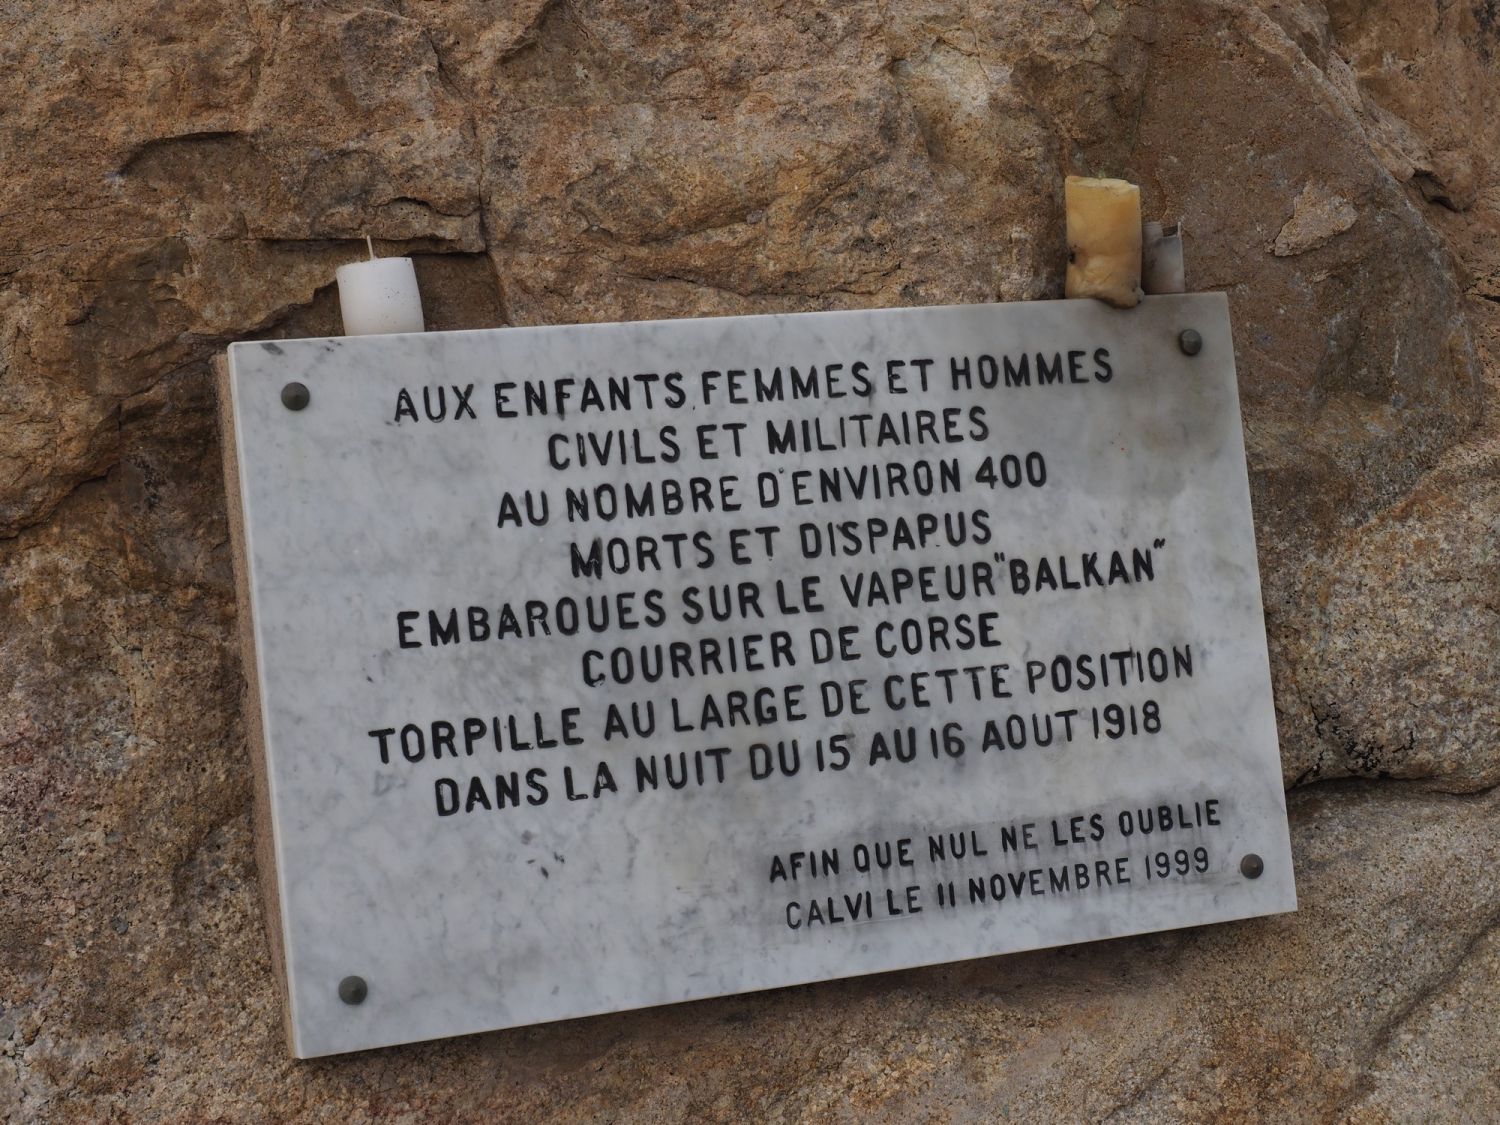 AUX ENFANTS, FEMMES ET HOMMES
CIVILS ET MILITAIRES
AU NOMBRE D'ENVIRON 400
MORTS ET DISPAPUS
EMBARQUES SUR LE VAPEUR "BALKAN"
COURRIER DE CORSE
TORPILLE AU LARGE DE CETTE POSITION
DANS LA NUIT DU 15 AU 16 AOUT 1918
AFIN QUE NUL NE LES OUBLIE
CALVI LE 11 NOVEMBRE 1999